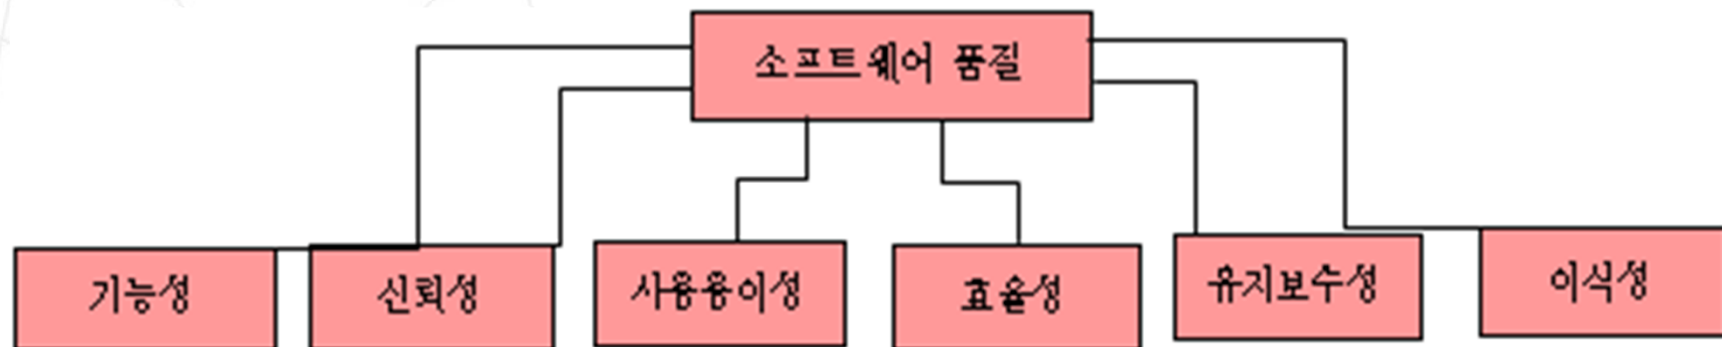 소프트웨어 품질
기능성
신뢰성
사용용이성
효율성
유지보수성
이식성